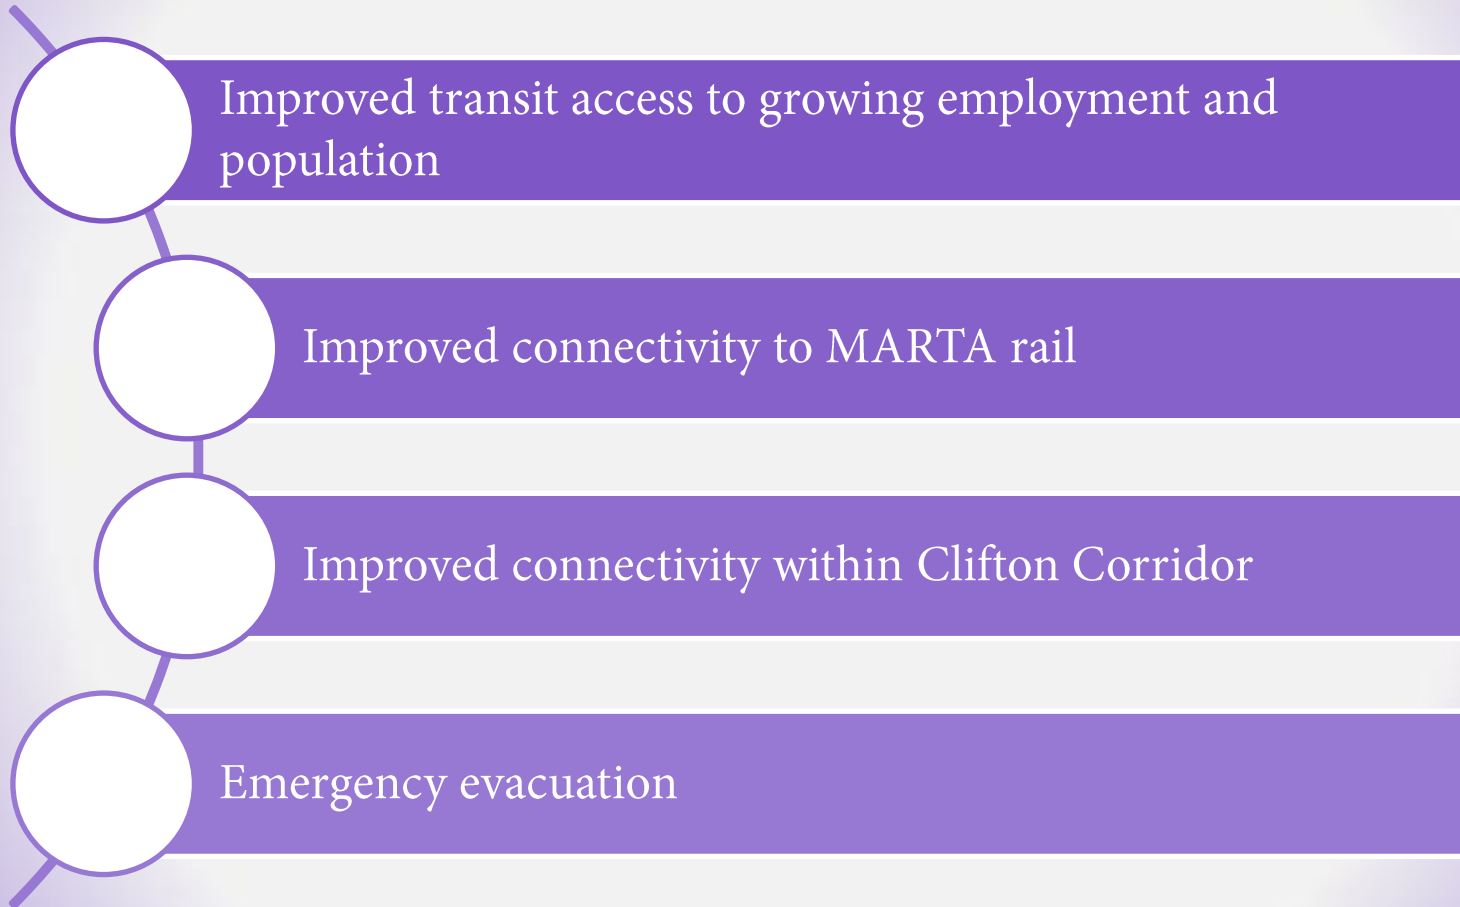 Improved transit access to growing employment and
population
Improved connectivity to MARTA rail
Improved connectivity within Clifton Corridor
Emergency evacuation